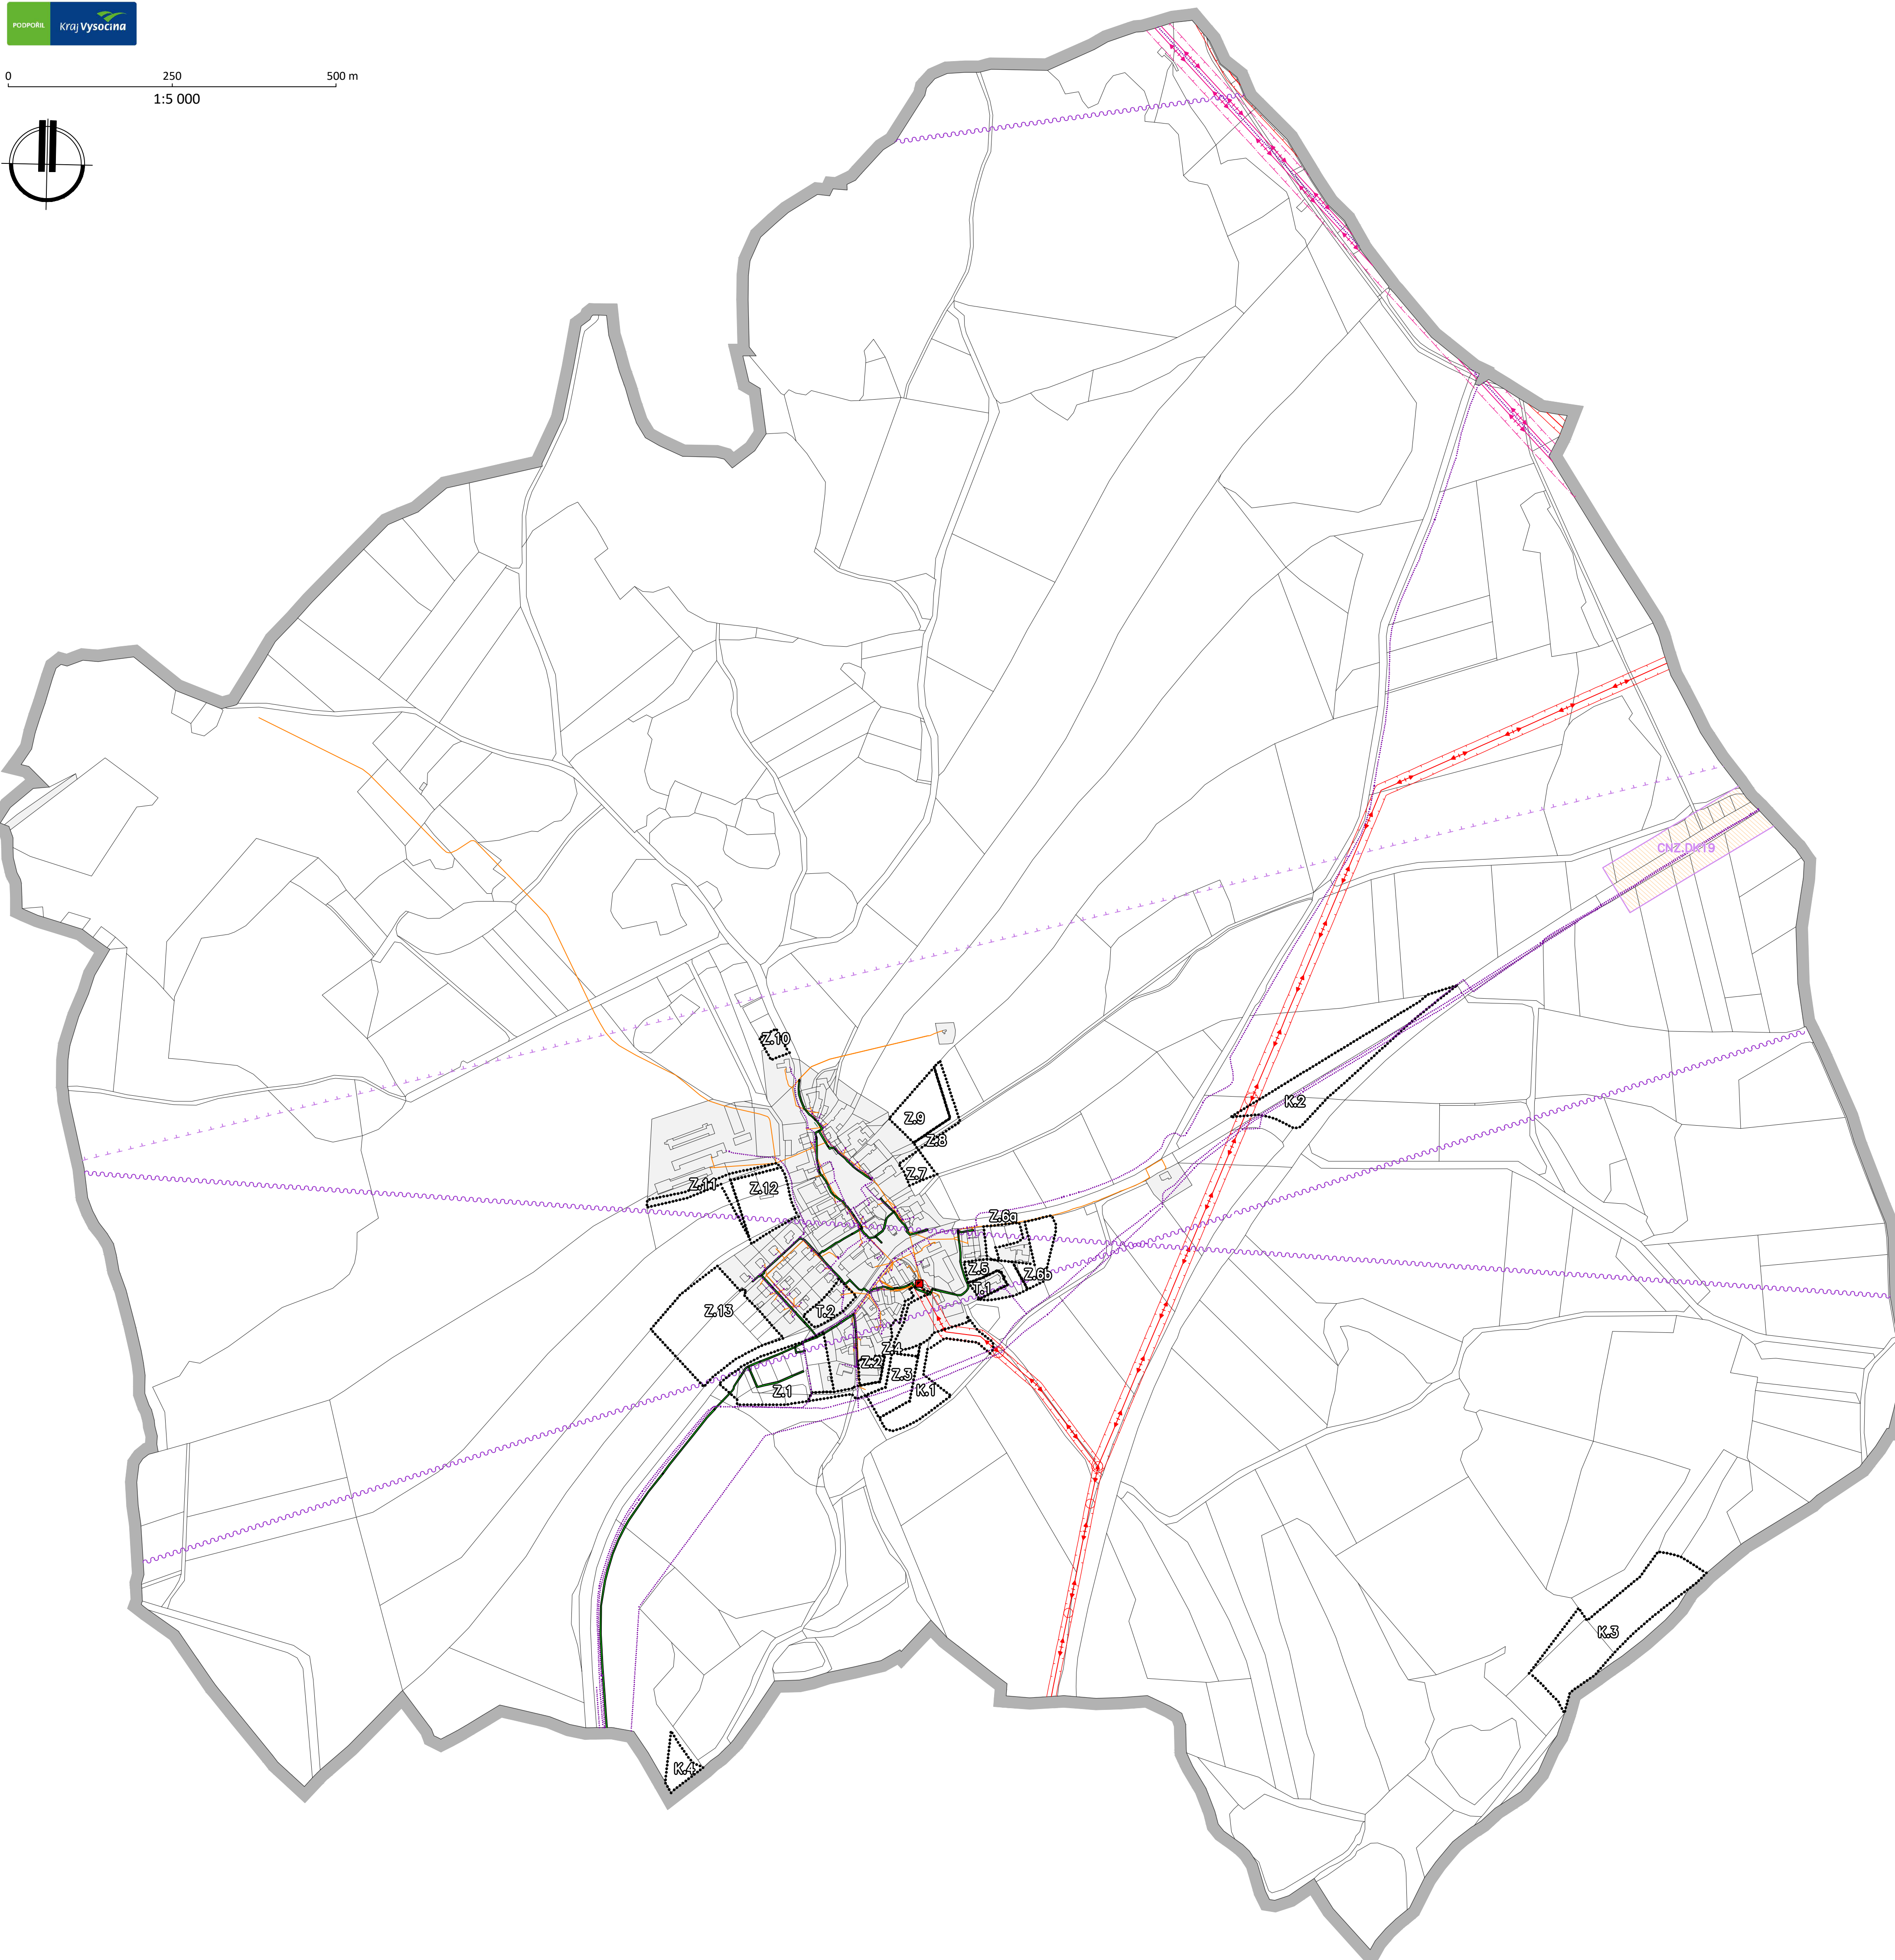 PODPOŘIL Kraj Vysočina
0 250 500 m
1:5 000
CNZ.DK19
Z.10
K.2
Z.9
Z.8
Z.7
Z.11
Z.12
Z.6a
Z.5
Z.6b
T.1
Z.13
T.2
Z.4
Z.2
Z.3
Z.1
K.1
K.3
K.4